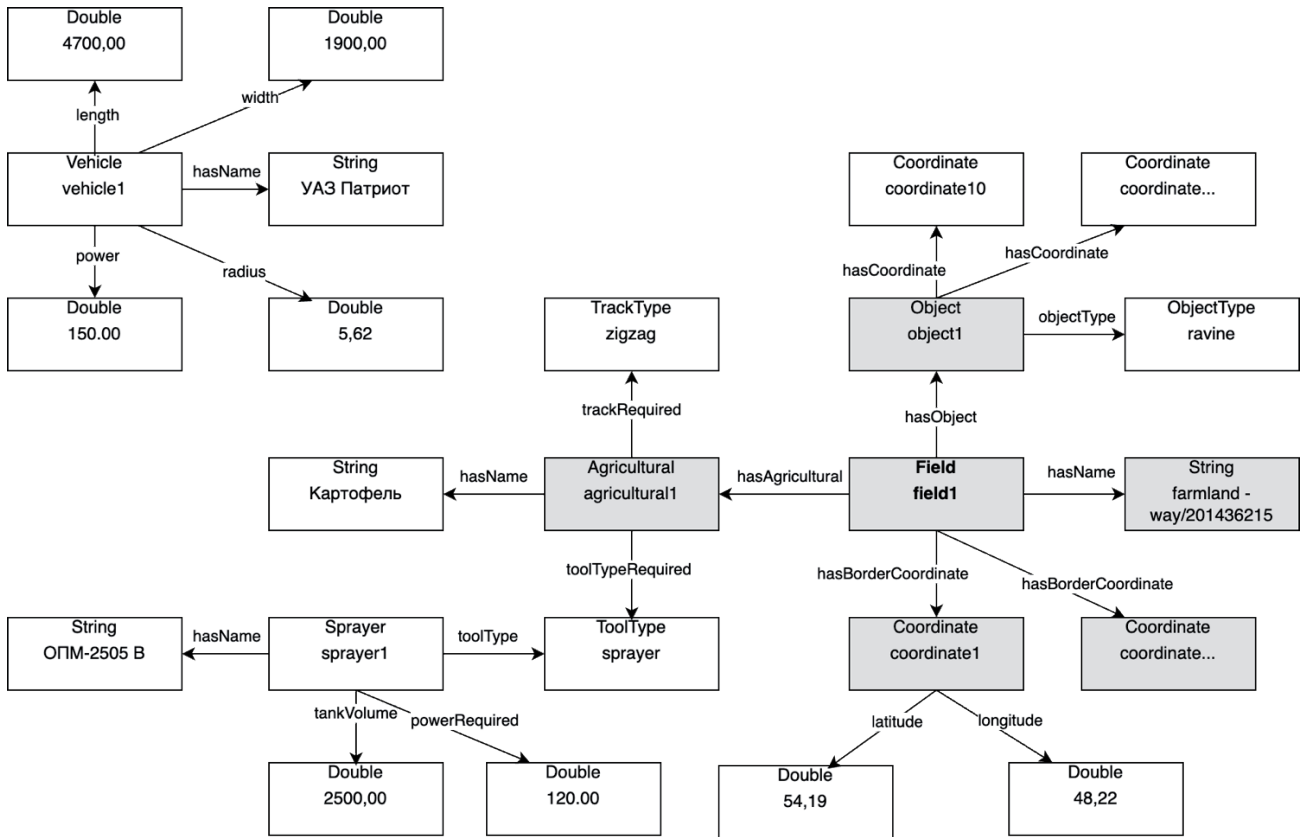 Double
4700,00
Double
1900,00
length
width
Vehicle
vehicle1
hasName
String
УАЗ Патриот
Coordinate
coordinate10
Coordinate
coordinate...
power
radius
hasCoordinate
hasCoordinate
Double
150.00
Double
5,62
TrackType
zigzag
Object
object1
objectType
ObjectType
ravine
trackRequired
hasObject
String
Картофель
hasName
Agricultural
agricultural1
hasAgricultural
Field
field1
hasName
String
farmland -
way/201436215
toolTypeRequired
hasBorderCoordinate
hasBorderCoordinate
String
ОПМ-2505 В
hasName
Sprayer
sprayer1
toolType
ToolType
sprayer
Coordinate
coordinate1
Coordinate
coordinate...
tankVolume
powerRequired
latitude
longitude
Double
2500,00
Double
120.00
Double
54,19
Double
48,22